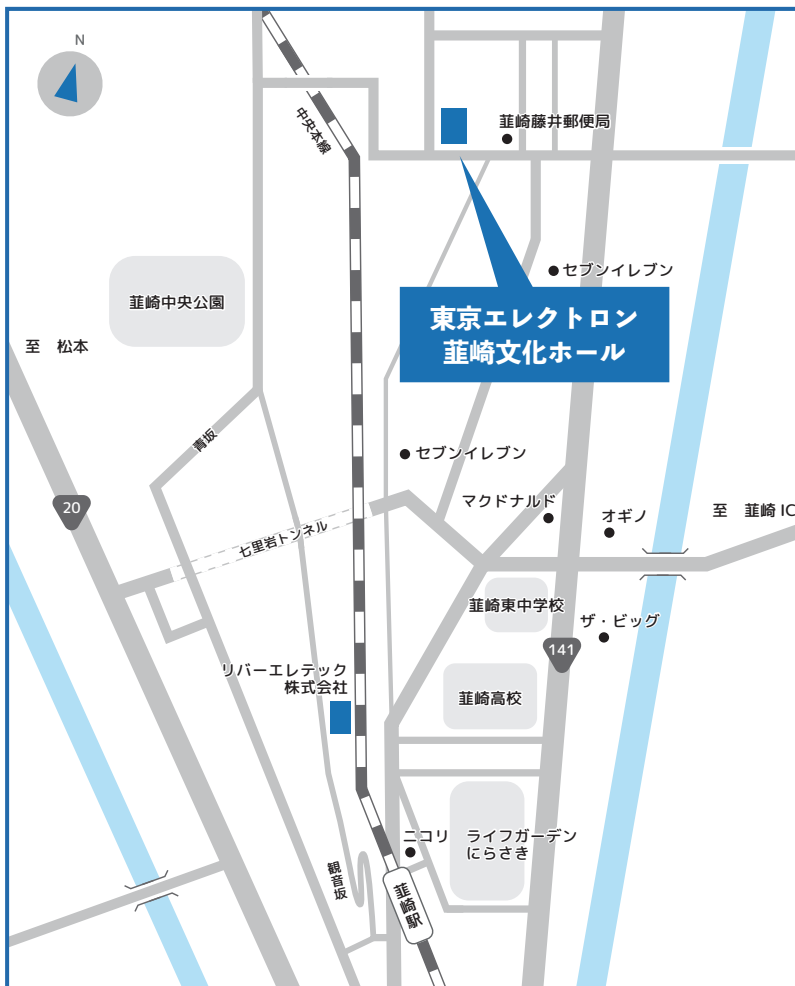 N
中央本線
韮崎藤井郵便局
セブンイレブン
韮崎中央公園
東京エレクトロン
韮崎文化ホール
至　松本
青坂
セブンイレブン
20
マクドナルド
オギノ
至　韮崎 IC
七里岩トンネル
韮崎東中学校
ザ・ビッグ
141
リバーエレテック
株式会社
韮崎高校
ニコリ
ライフガーデン
にらさき
観音坂
韮崎駅